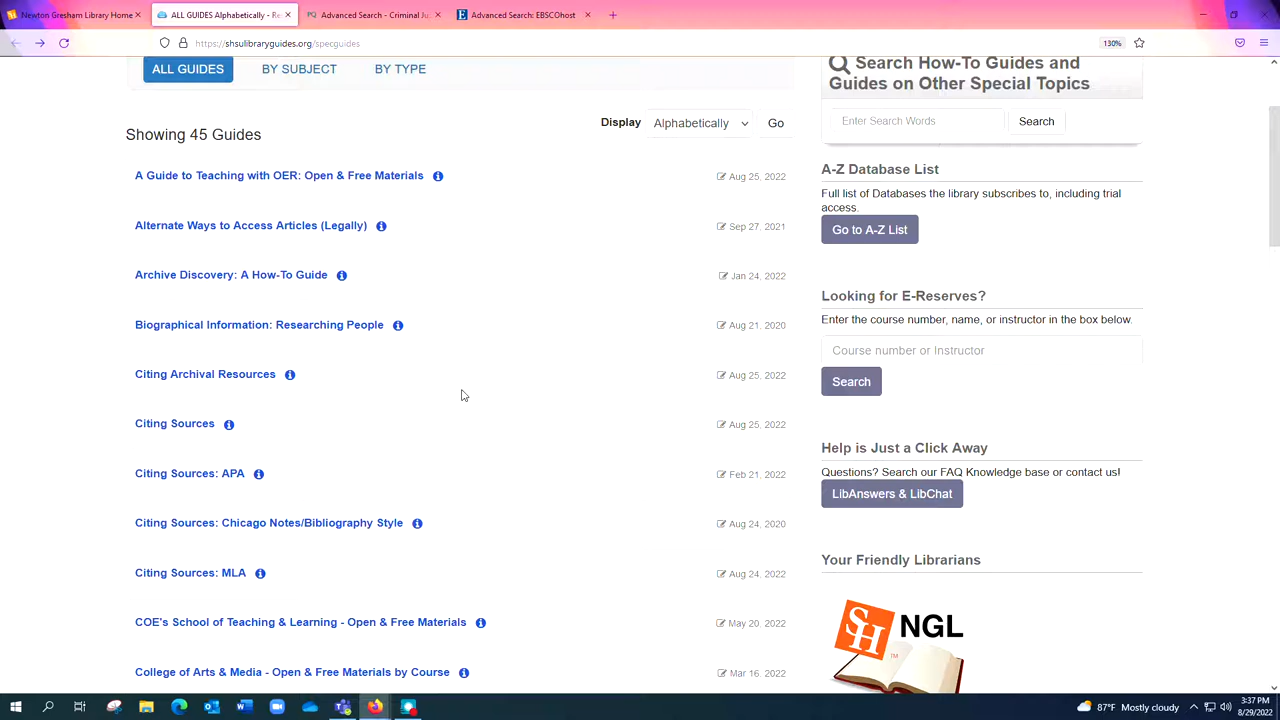 Newton Gresham Library Home
ALL GUIDES Alphabetically - Re
Advanced Search - Criminal Ju
Advanced Search: EBSCOhost
https://shsulibraryguides.org/specguides
130%
ALL GUIDES
BY SUBJECT
BY TYPE
Showing 45 Guides
Display
Alphabetically
Go
A Guide to Teaching with OER: Open & Free Materials
Aug 25, 2022
Alternate Ways to Access Articles (Legally)
Sep 27, 2021
Archive Discovery: A How-To Guide
Jan 24, 2022
Biographical Information: Researching People
Aug 21, 2020
Citing Archival Resources
Aug 25, 2022
Citing Sources
Aug 25, 2022
Citing Sources: APA
Feb 21, 2022
Citing Sources: Chicago Notes/Bibliography Style
Aug 24, 2020
Citing Sources: MLA
Aug 24, 2022
COE's School of Teaching & Learning - Open & Free Materials
May 20, 2022
College of Arts & Media - Open & Free Materials by Course
Mar 16, 2022
Search How-To Guides and
Guides on Other Special Topics
Enter Search Words
Search
A-Z Database List
Full list of Databases the library subscribes to, including trial
access.
Go to A-Z List
Looking for E-Reserves?
Enter the course number, name, or instructor in the box below.
Course number or Instructor
Search
Help is Just a Click Away
Questions? Search our FAQ Knowledge base or contact us!
LibAnswers & LibChat
Your Friendly Librarians
SH NGL
TM
87°F Mostly cloudy
3:37 PM
8/29/2022